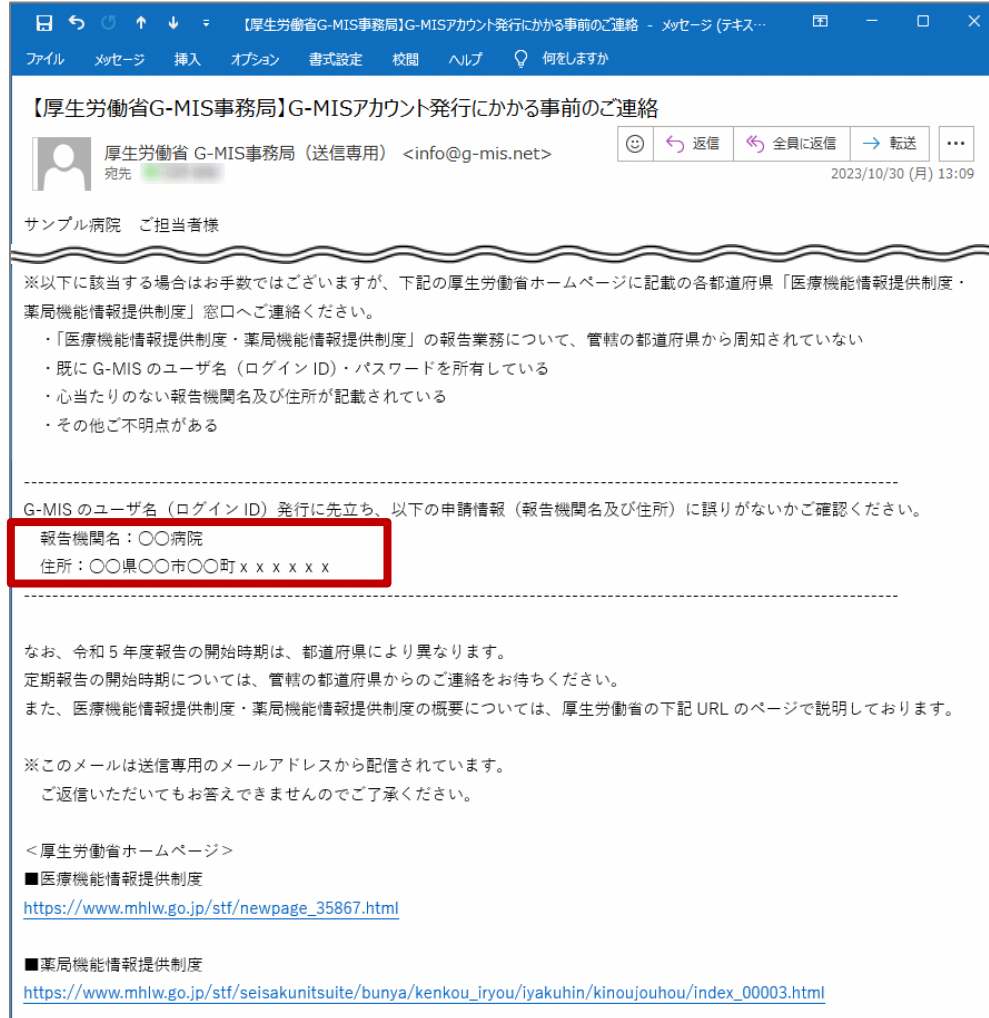 【厚生労働省G-MIS事務局】G-MISアカウント発行にかかる事前のご連絡 - メッセージ (テキス…
ファイル メッセージ 挿入 オプション 書式設定 校閲 ヘルプ 何をしますか
【厚生労働省G-MIS事務局】G-MISアカウント発行にかかる事前のご連絡
厚生労働省 G-MIS事務局（送信専用） <info@g-mis.net>
返信 全員に返信 転送 …
宛先
2023/10/30 (月) 13:09
サンプル病院　ご担当者様
※以下に該当する場合はお手数ではございますが、下記の厚生労働省ホームページに記載の各都道府県「医療機能情報提供制度・
薬局機能情報提供制度」窓口へご連絡ください。
・「医療機能情報提供制度・薬局機能情報提供制度」の報告業務について、管轄の都道府県から周知されていない
・既に G-MIS のユーザ名（ログイン ID）・パスワードを所有している
・心当たりのない報告機関名及び住所が記載されている
・その他ご不明点がある
--------------------------------------------------------------------------------
G-MIS のユーザ名（ログイン ID）発行に先立ち、以下の申請情報（報告機関名及び住所）に誤りがないかご確認ください。
報告機関名：〇〇病院
住所：〇〇県〇〇市〇〇町ｘｘｘｘｘｘ
--------------------------------------------------------------------------------
なお、令和５年度報告の開始時期は、都道府県により異なります。
定期報告の開始時期については、管轄の都道府県からのご連絡をお待ちください。
また、医療機能情報提供制度・薬局機能情報提供制度の概要については、厚生労働省の下記 URL のページで説明しております。
※このメールは送信専用のメールアドレスから配信されています。
ご返信いただいてもお答えできませんのでご了承ください。
＜厚生労働省ホームページ＞
■医療機能情報提供制度
https://www.mhlw.go.jp/stf/newpage_35867.html
■薬局機能情報提供制度
https://www.mhlw.go.jp/stf/seisakunitsuite/bunya/kenkou_iryou/iyakuhin/kinoujouhou/index_00003.html